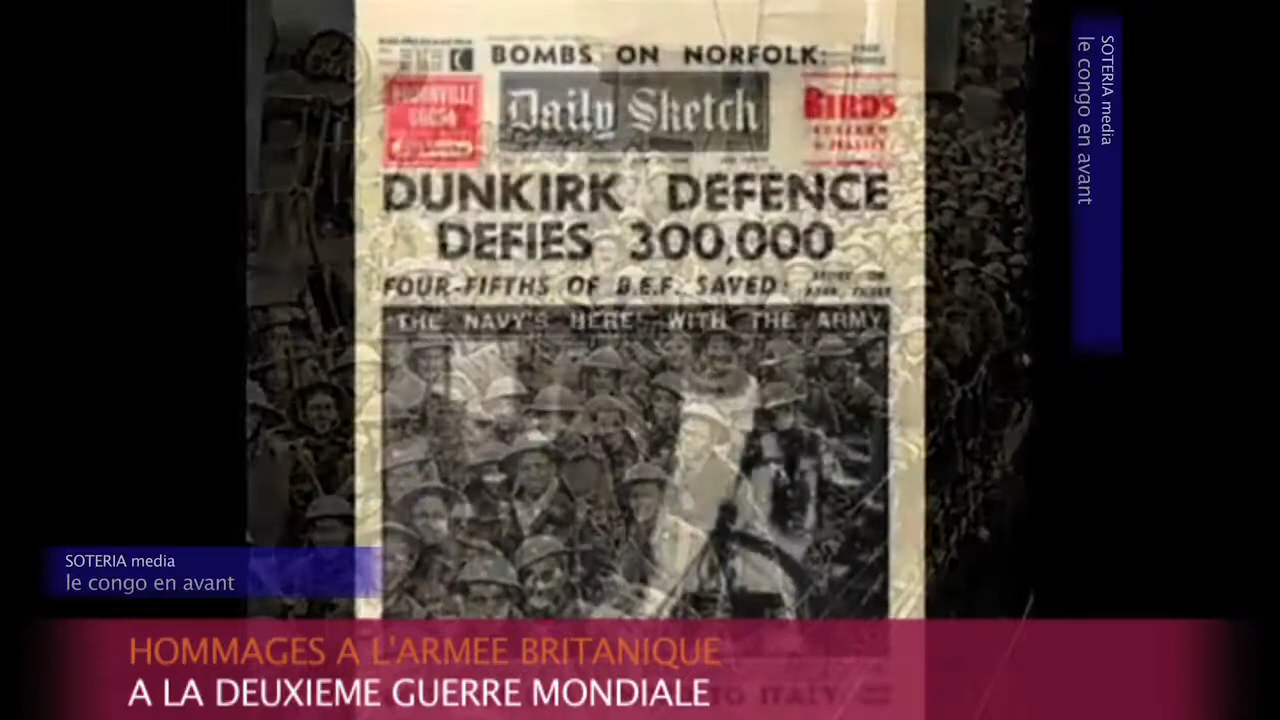 BOMBS ON NORFOLK:
Daily Sketch
BIRDS
DUNKIRK DEFENCE
DEFIES 300,000
FOUR-FIFTHS OF B.E.F. SAVED:
'THE NAVY'S HERE' WITH THE ARMY
SOTERIA media
le congo en avant
SOTERIA media
le congo en avant
HOMMAGES A L'ARMEE BRITANIQUE
A LA DEUXIEME GUERRE MONDIALE
TO ITALY